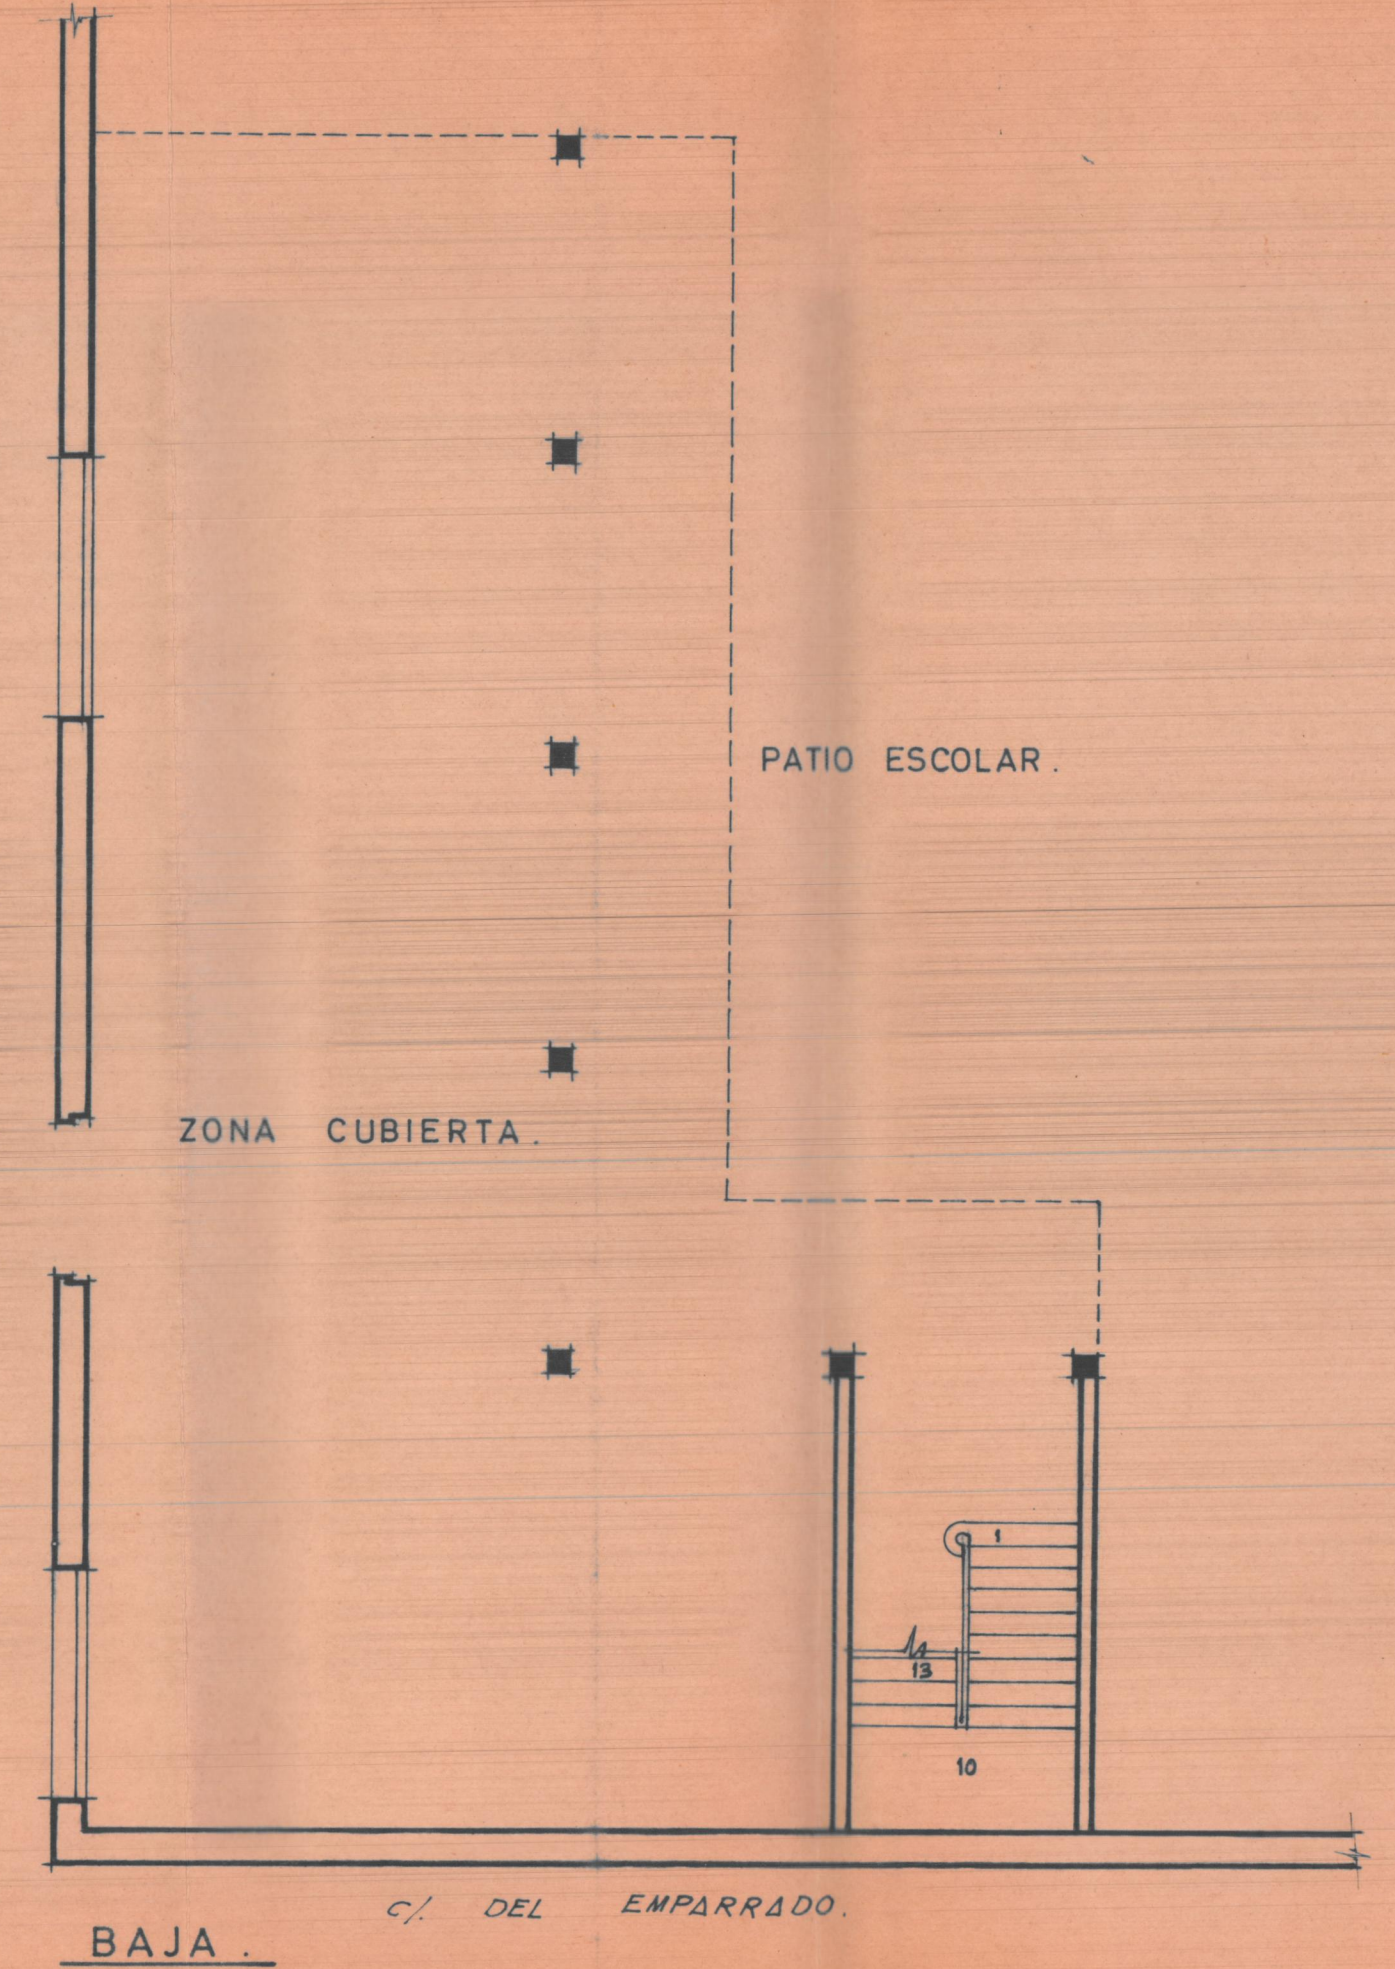 PATIO ESCOLAR.
ZONA CUBIERTA.
1
13
10
C/. DEL EMPARRADO.
BAJA.